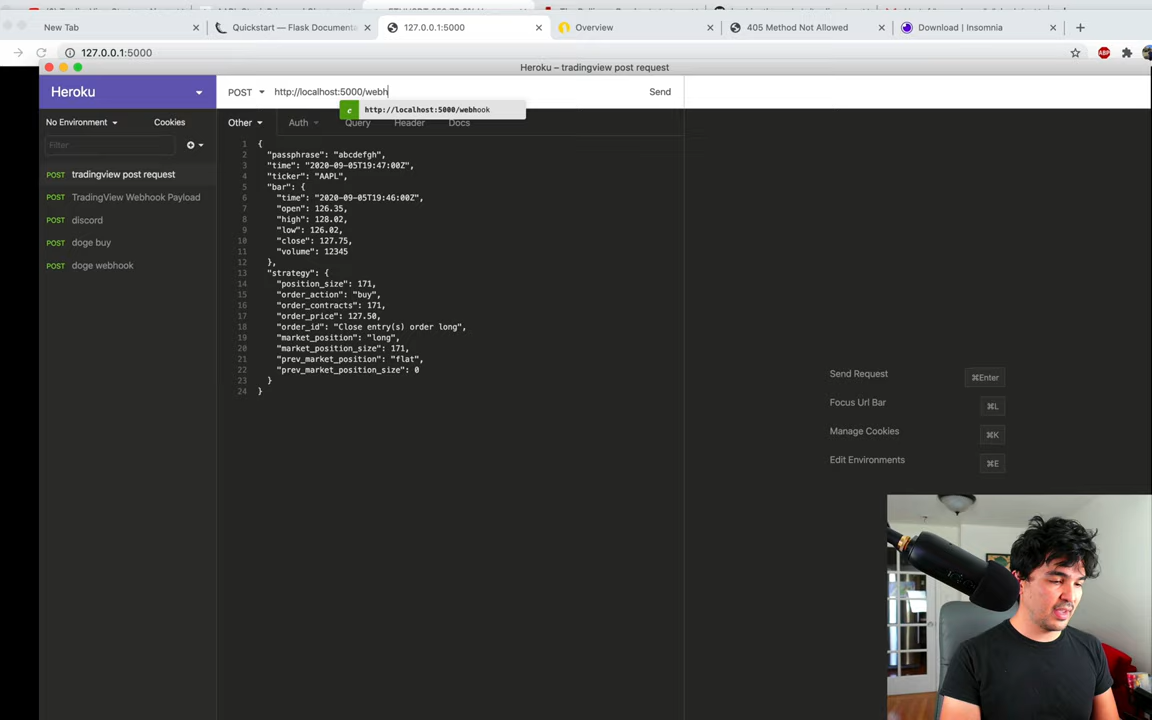 New Tab
Quickstart — Flask Documenta
127.0.0.1:5000
Overview
405 Method Not Allowed
Download | Insomnia
127.0.0.1:5000
ABP
Heroku – tradingview post request
Heroku
POST
http://localhost:5000/webh
Send
http://localhost:5000/webhook
No Environment
Cookies
Other
Auth
Query
Header
Docs
Filter
POST tradingview post request
POST TradingView Webhook Payload
POST discord
POST doge buy
POST doge webhook
1 {
2 "passphrase": "abcdefgh",
3 "time": "2020-09-05T19:47:00Z",
4 "ticker": "AAPL",
5 "bar": {
6 "time": "2020-09-05T19:46:00Z",
7 "open": 126.35,
8 "high": 128.02,
9 "low": 126.02,
10 "close": 127.75,
11 "volume": 12345
12 },
13 "strategy": {
14 "position_size": 171,
15 "order_action": "buy",
16 "order_contracts": 171,
17 "order_price": 127.50,
18 "order_id": "Close entry(s) order long",
19 "market_position": "long",
20 "market_position_size": 171,
21 "prev_market_position": "flat",
22 "prev_market_position_size": 0
23 }
24 }
Send Request ⌘Enter
Focus Url Bar ⌘L
Manage Cookies ⌘K
Edit Environments ⌘E